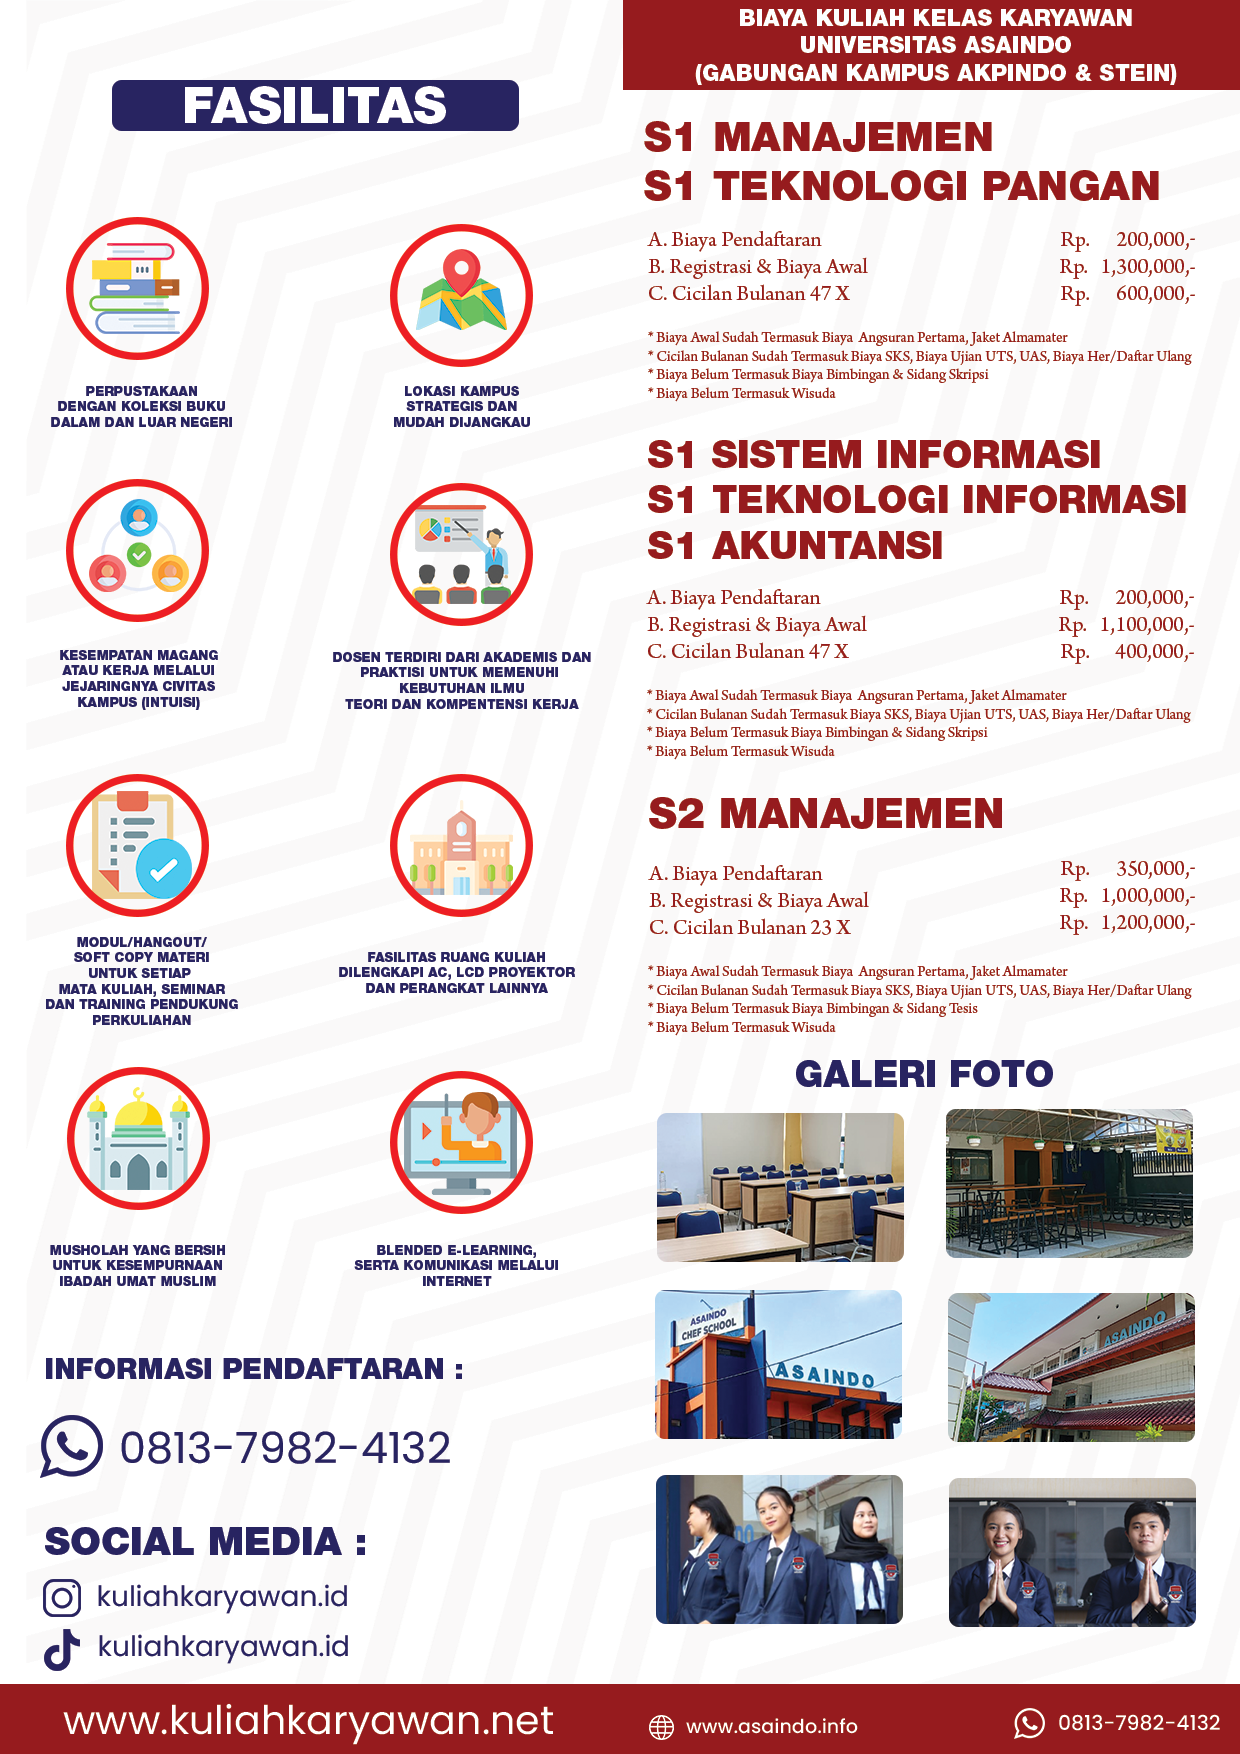 FASILITAS
PERPUSTAKAAN
DENGAN KOLEKSI BUKU
DALAM DAN LUAR NEGERI
LOKASI KAMPUS
STRATEGIS DAN
MUDAH DIJANGKAU
KESEMPATAN MAGANG
ATAU KERJA MELALUI
JEJARINGNYA CIVITAS
KAMPUS (INTUISI)
DOSEN TERDIRI DARI AKADEMIS DAN
PRAKTISI UNTUK MEMENUHI
KEBUTUHAN ILMU
TEORI DAN KOMPENTENSI KERJA
MODUL/HANGOUT/
SOFT COPY MATERI
UNTUK SETIAP
MATA KULIAH, SEMINAR
DAN TRAINING PENDUKUNG
PERKULIAHAN
FASILITAS RUANG KULIAH
DILENGKAPI AC, LCD PROYEKTOR
DAN PERANGKAT LAINNYA
MUSHOLAH YANG BERSIH
UNTUK KESEMPURNAAN
IBADAH UMAT MUSLIM
BLENDED E-LEARNING,
SERTA KOMUNIKASI MELALUI
INTERNET
INFORMASI PENDAFTARAN :
0813-7982-4132
SOCIAL MEDIA :
kuliahkaryawan.id
kuliahkaryawan.id
BIAYA KULIAH KELAS KARYAWAN
UNIVERSITAS ASAINDO
(GABUNGAN KAMPUS AKPINDO & STEIN)
S1 MANAJEMEN
S1 TEKNOLOGI PANGAN
A. Biaya Pendaftaran Rp. 200,000,-
B. Registrasi & Biaya Awal Rp. 1,300,000,-
C. Cicilan Bulanan 47 X Rp. 600,000,-
* Biaya Awal Sudah Termasuk Biaya Angsuran Pertama, Jaket Almamater
* Cicilan Bulanan Sudah Termasuk Biaya SKS, Biaya Ujian UTS, UAS, Biaya Her/Daftar Ulang
* Biaya Belum Termasuk Biaya Bimbingan & Sidang Skripsi
* Biaya Belum Termasuk Wisuda
S1 SISTEM INFORMASI
S1 TEKNOLOGI INFORMASI
S1 AKUNTANSI
A. Biaya Pendaftaran Rp. 200,000,-
B. Registrasi & Biaya Awal Rp. 1,100,000,-
C. Cicilan Bulanan 47 X Rp. 400,000,-
* Biaya Awal Sudah Termasuk Biaya Angsuran Pertama, Jaket Almamater
* Cicilan Bulanan Sudah Termasuk Biaya SKS, Biaya Ujian UTS, UAS, Biaya Her/Daftar Ulang
* Biaya Belum Termasuk Biaya Bimbingan & Sidang Skripsi
* Biaya Belum Termasuk Wisuda
S2 MANAJEMEN
A. Biaya Pendaftaran Rp. 350,000,-
B. Registrasi & Biaya Awal Rp. 1,000,000,-
C. Cicilan Bulanan 23 X Rp. 1,200,000,-
* Biaya Awal Sudah Termasuk Biaya Angsuran Pertama, Jaket Almamater
* Cicilan Bulanan Sudah Termasuk Biaya SKS, Biaya Ujian UTS, UAS, Biaya Her/Daftar Ulang
* Biaya Belum Termasuk Biaya Bimbingan & Sidang Tesis
* Biaya Belum Termasuk Wisuda
GALERI FOTO
ASAINDO
CHEF SCHOOL
ASAINDO
ASAINDO
www.kuliahkaryawan.net
www.asaindo.info
0813-7982-4132